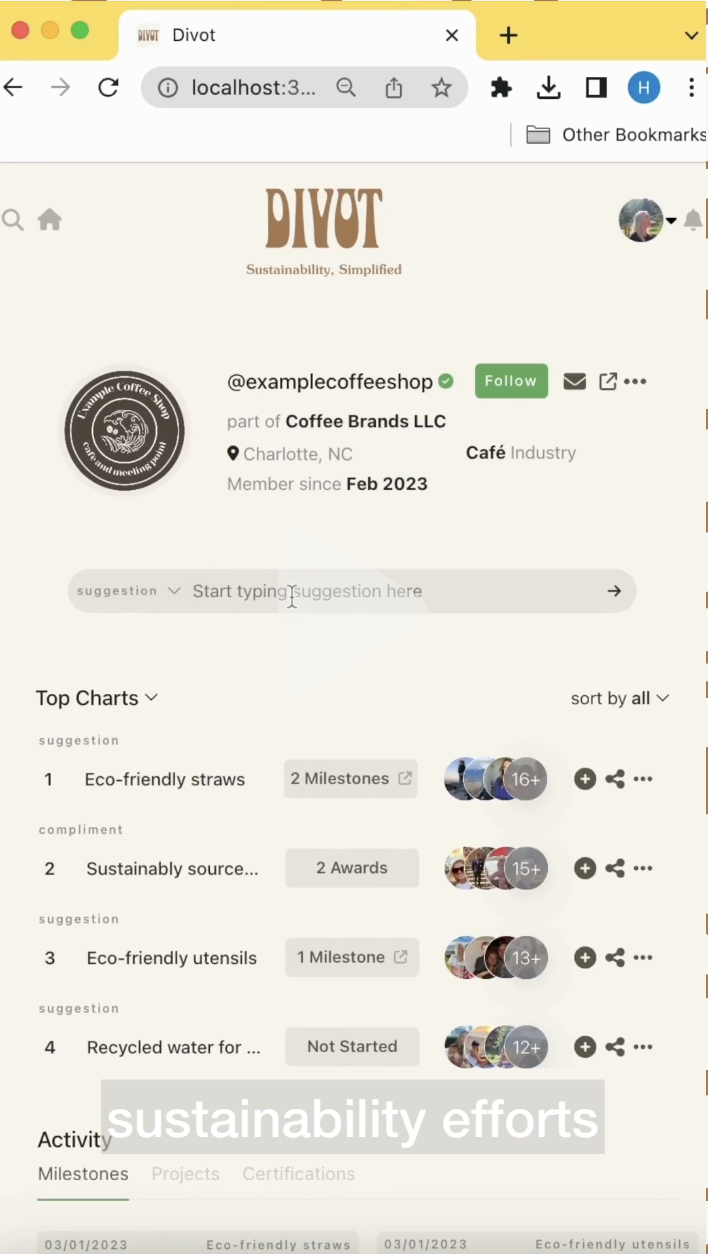 DIVOT Divot
localhost:3...
H
Other Bookmarks
DIVOT
Sustainability, Simplified
Example Coffee Shop
cafe and meeting point
@examplecoffeeshop Follow
part of Coffee Brands LLC
Charlotte, NC Café Industry
Member since Feb 2023
suggestion Start typing suggestion here
Top Charts sort by all
suggestion
1 Eco-friendly straws 2 Milestones 16+
compliment
2 Sustainably source... 2 Awards 15+
suggestion
3 Eco-friendly utensils 1 Milestone 13+
suggestion
4 Recycled water for ... Not Started 12+
sustainability efforts
Activity
Milestones Projects Certifications
03/01/2023 Eco-friendly straws 03/01/2023 Eco-friendly utensils